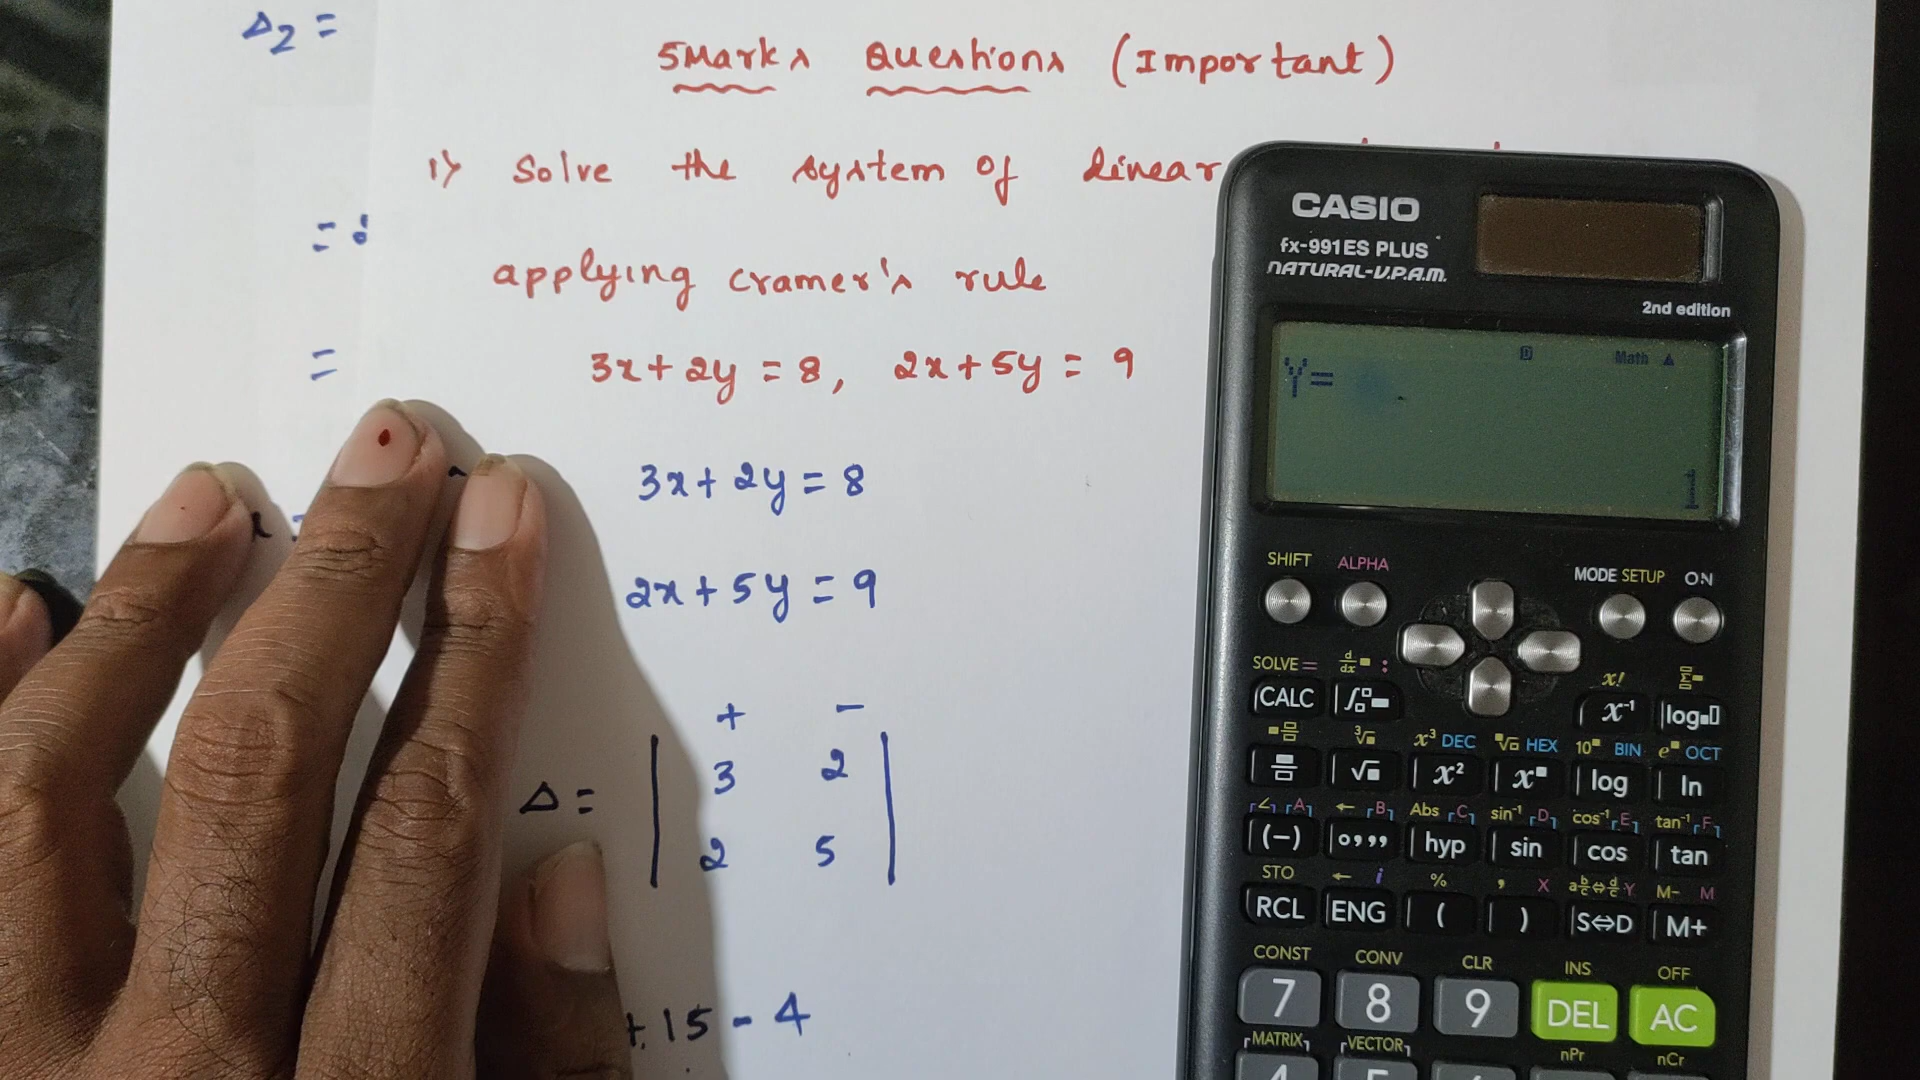 Δ2 =
5Marks Questions (Important)
1) Solve the system of linear
applying cramer's rule
=
3x + 2y = 8, 2x + 5y = 9
=
3x + 2y = 8
2x + 5y = 9
+ -
3 2
Δ =
2 5
+ 15 - 4
CASIO
fx-991ES PLUS
NATURAL-V.P.A.M.
2nd edition
D Math ▲
Y=
1
SHIFT ALPHA MODE SETUP ON
SOLVE = d/dx :
x! Σ
CALC ∫ x⁻¹ log
³√ x³ DEC √ HEX 10 BIN e OCT
√ x² x log ln
∠ A ← B Abs C sin⁻¹ D cos⁻¹ E tan⁻¹ F
(−) °,,, hyp sin cos tan
STO ← i % , X a b/c⇔d/c Y M- M
RCL ENG ( ) S⇔D M+
CONST CONV CLR INS OFF
7 8 9 DEL AC
MATRIX VECTOR nPr nCr